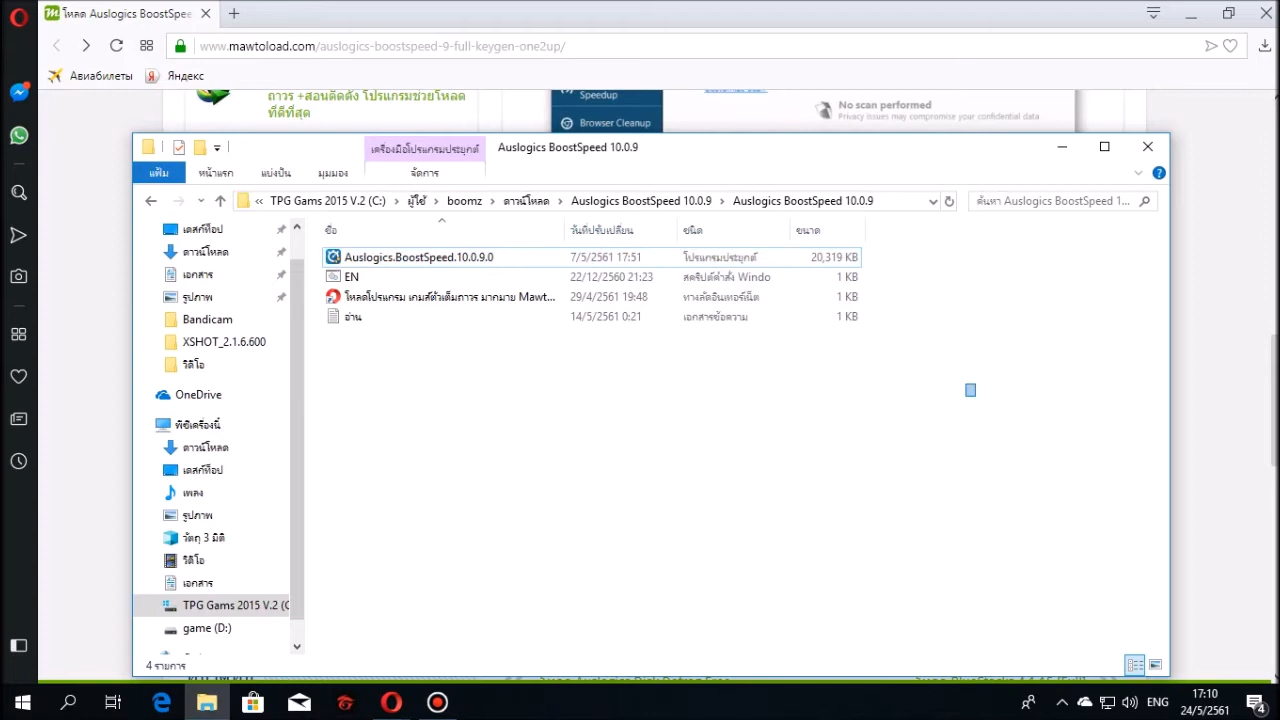 โหลด Auslogics BoostSpee
www.mawtoload.com/auslogics-boostspeed-9-full-keygen-one2up/
Авиабилеты
Яндекс
ถาวร +สอนติดตั้ง โปรแกรมช่วยโหลด
ที่ดีที่สุด
Speedup
Browser Cleanup
No scan performed
Privacy issues may compromise your confidential data
เครื่องมือโปรแกรมประยุกต์
Auslogics BoostSpeed 10.0.9
แฟ้ม
หน้าแรก
แบ่งปัน
มุมมอง
จัดการ
« TPG Gams 2015 V.2 (C:) > ผู้ใช้ > boomz > ดาวน์โหลด > Auslogics BoostSpeed 10.0.9 > Auslogics BoostSpeed 10.0.9
ค้นหา Auslogics BoostSpeed 1...
ชื่อ วันที่ปรับเปลี่ยน ชนิด ขนาด
Auslogics.BoostSpeed.10.0.9.0 7/5/2561 17:51 โปรแกรมประยุกต์ 20,319 KB
EN 22/12/2560 21:23 สคริปต์คำสั่ง Windo 1 KB
โหลดโปรแกรม เกมส์ตัวเต็มถาวร มากมาย Mawt... 29/4/2561 19:48 ทางลัดอินเทอร์เน็ต 1 KB
อ่าน 14/5/2561 0:21 เอกสารข้อความ 1 KB
เดสก์ท็อป
ดาวน์โหลด
เอกสาร
รูปภาพ
Bandicam
XSHOT_2.1.6.600
วิดีโอ
OneDrive
พีซีเครื่องนี้
ดาวน์โหลด
เดสก์ท็อป
เพลง
รูปภาพ
วัตถุ 3 มิติ
วิดีโอ
เอกสาร
TPG Gams 2015 V.2 (C
game (D:)
4 รายการ
ENG
17:10
24/5/2561
4